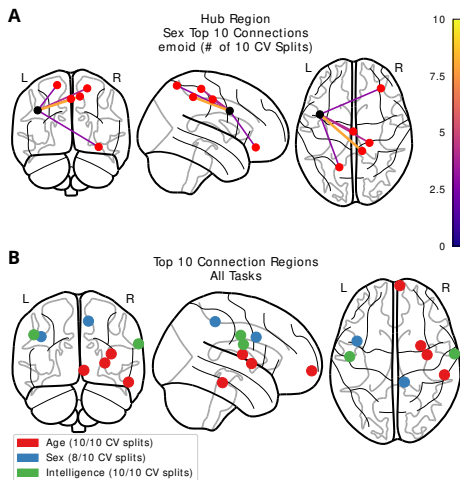 A
Hub Region
Sex Top 10 Connections
emoid (# of 10 CV Splits)
L
R
L
R
10
7.5
5
2.5
0
B
Top 10 Connection Regions
All Tasks
L
R
L
R
Age (10/10 CV splits)
Sex (8/10 CV splits)
Intelligence (10/10 CV splits)